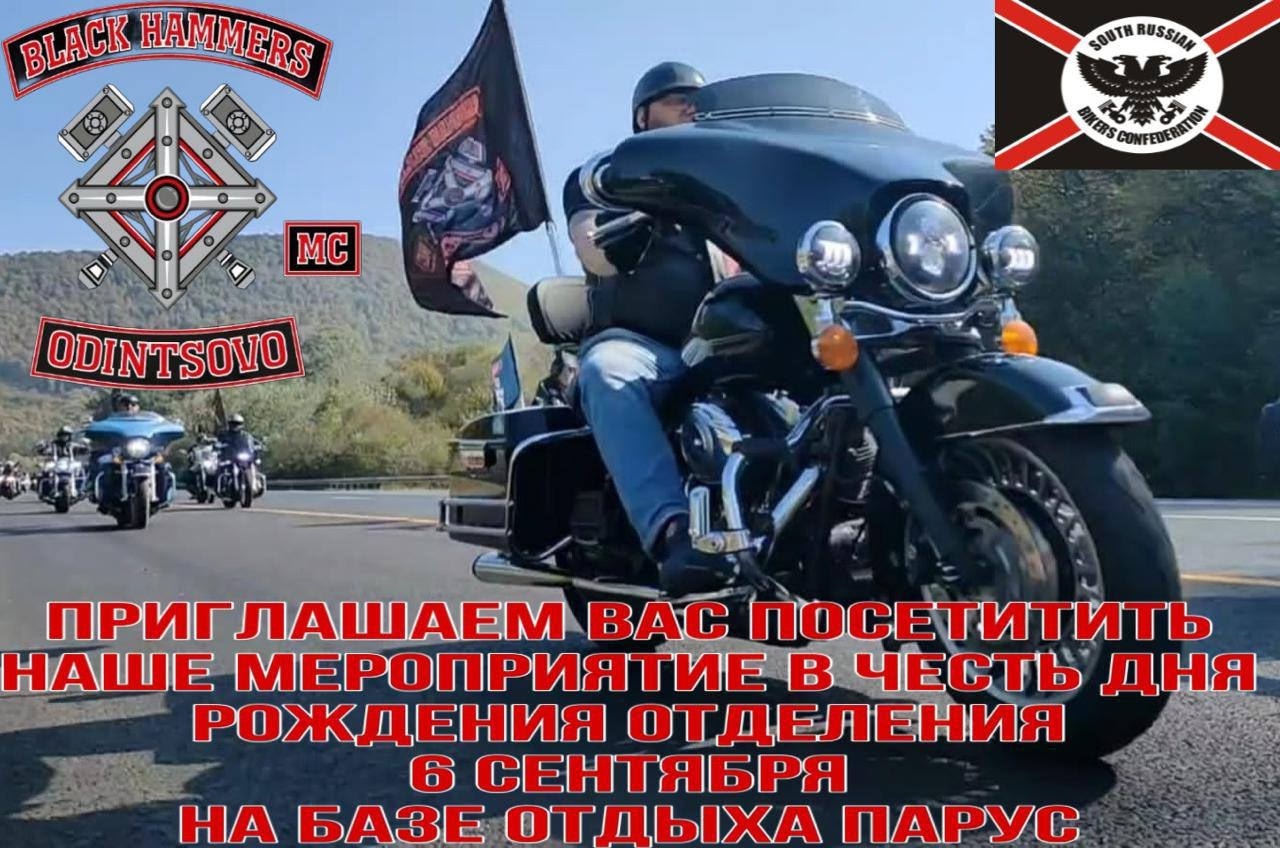 BLACK HAMMERS
MC
ODINTSOVO
SOUTH RUSSIAN
BIKERS CONFEDERATION
ПРИГЛАШАЕМ ВАС ПОСЕТИТИТЬ
НАШЕ МЕРОПРИЯТИЕ В ЧЕСТЬ ДНЯ
РОЖДЕНИЯ ОТДЕЛЕНИЯ
6 СЕНТЯБРЯ
НА БАЗЕ ОТДЫХА ПАРУС